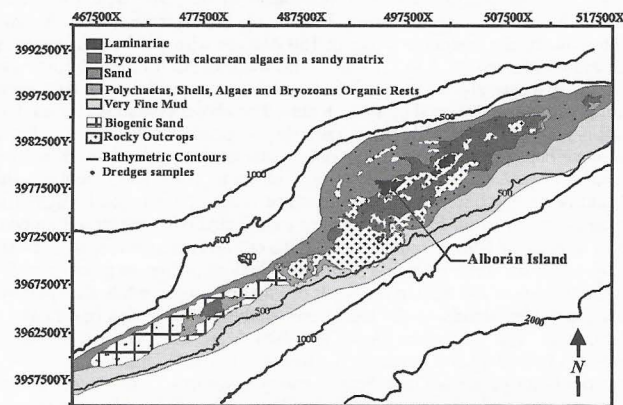 467500X 477500X 487500X 497500X 507500X 517500X
3992500Y
3997500Y
3982500Y
3977500Y
3972500Y
3967500Y
3962500Y
3957500Y
Laminariae
Bryozoans with calcarean algaes in a sandy matrix
Sand
Polychaetas, Shells, Algaes and Bryozoans Organic Rests
Very Fine Mud
Biogenic Sand
Rocky Outcrops
Bathymetric Contours
Dredges samples
500
1000
500
500
500
Alborán Island
500
1000
2000
N